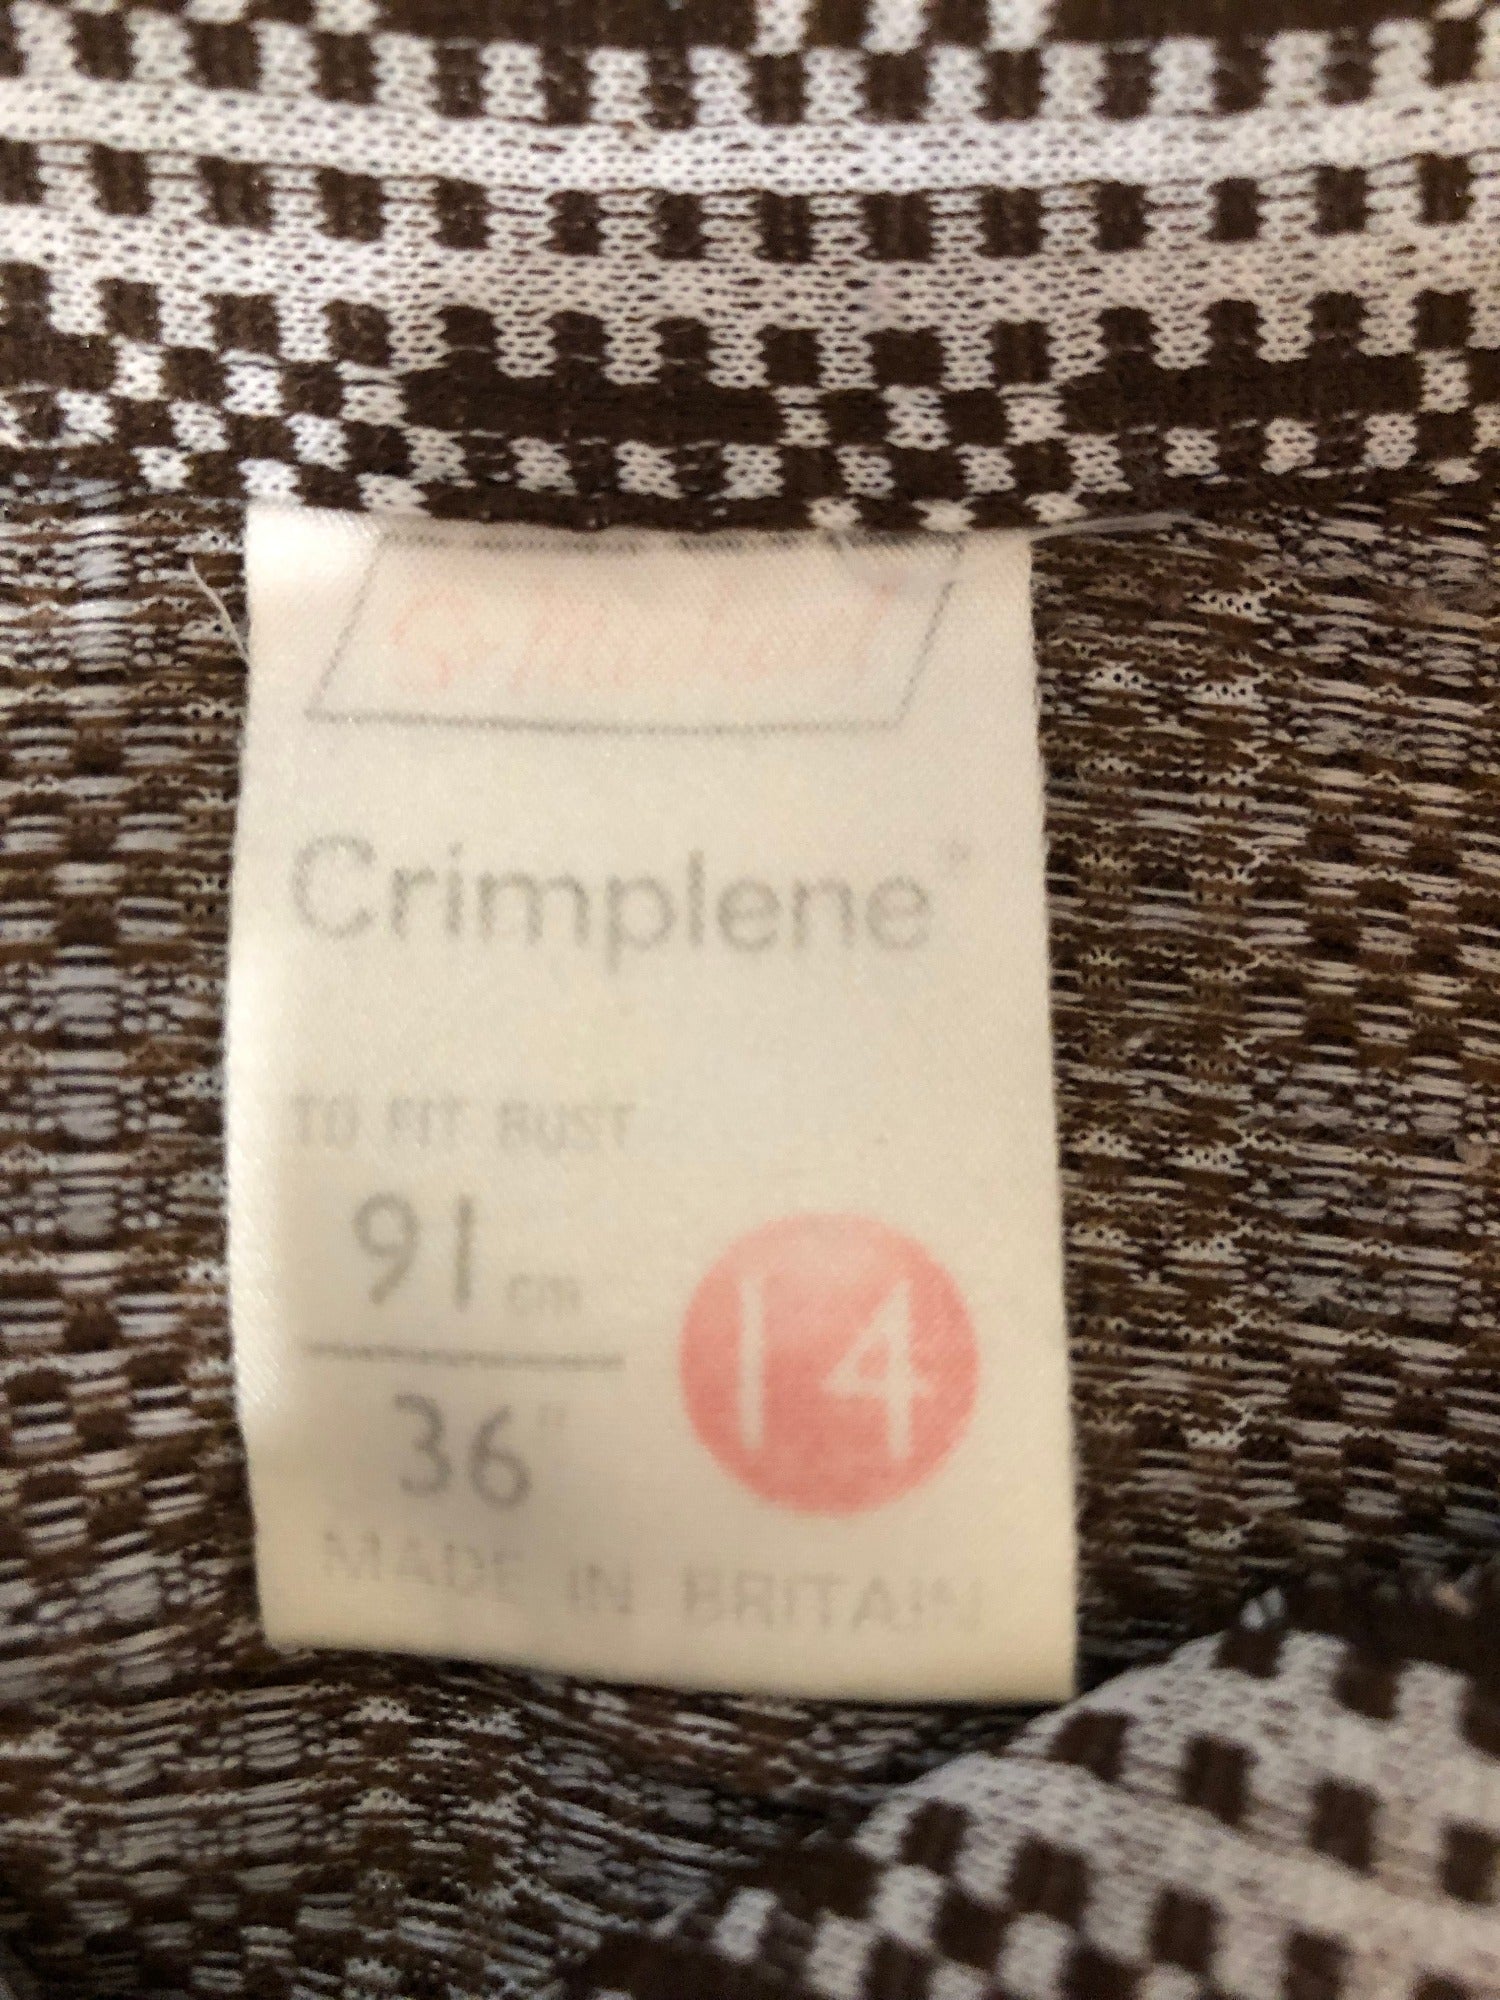 Crimplene®
TO FIT BUST
91 cm
36"
14
MADE IN BRITAIN